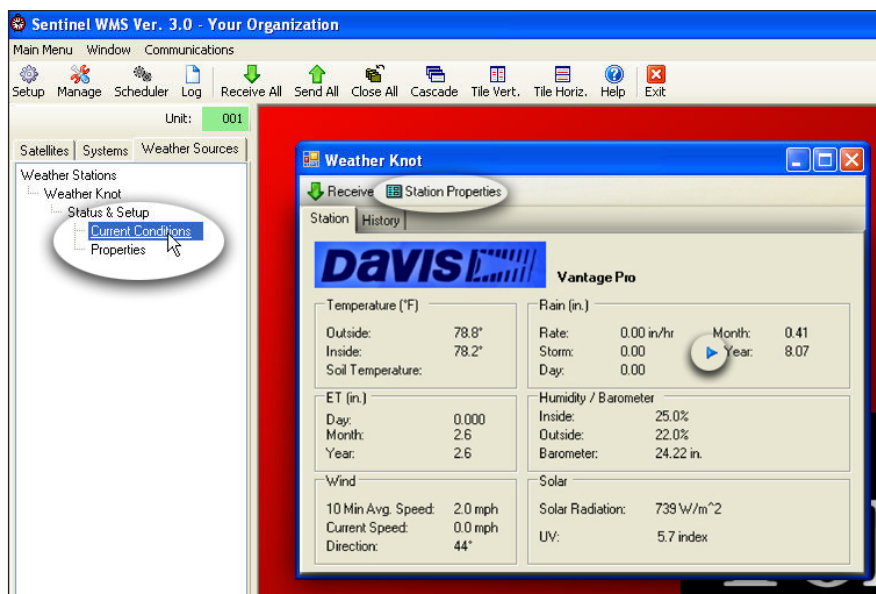 Sentinel WMS Ver. 3.0 - Your Organization
Main Menu Window Communications
Setup Manage Scheduler Log Receive All Send All Close All Cascade Tile Vert. Tile Horiz. Help Exit
Unit: 001
Satellites Systems Weather Sources
Weather Stations
Weather Knot
Status & Setup
Current Conditions
Properties
Weather Knot
Receive Station Properties
Station History
DAVIS
Vantage Pro
Temperature (°F)
Outside: 78.8°
Inside: 78.2°
Soil Temperature:
Rain (in.)
Rate: 0.00 in/hr Month: 0.41
Storm: 0.00 Year: 8.07
Day: 0.00
ET (in.)
Day: 0.000
Month: 2.6
Year: 2.6
Humidity / Barometer
Inside: 25.0%
Outside: 22.0%
Barometer: 24.22 in.
Wind
10 Min Avg. Speed: 2.0 mph
Current Speed: 0.0 mph
Direction: 44°
Solar
Solar Radiation: 739 W/m^2
UV: 5.7 index